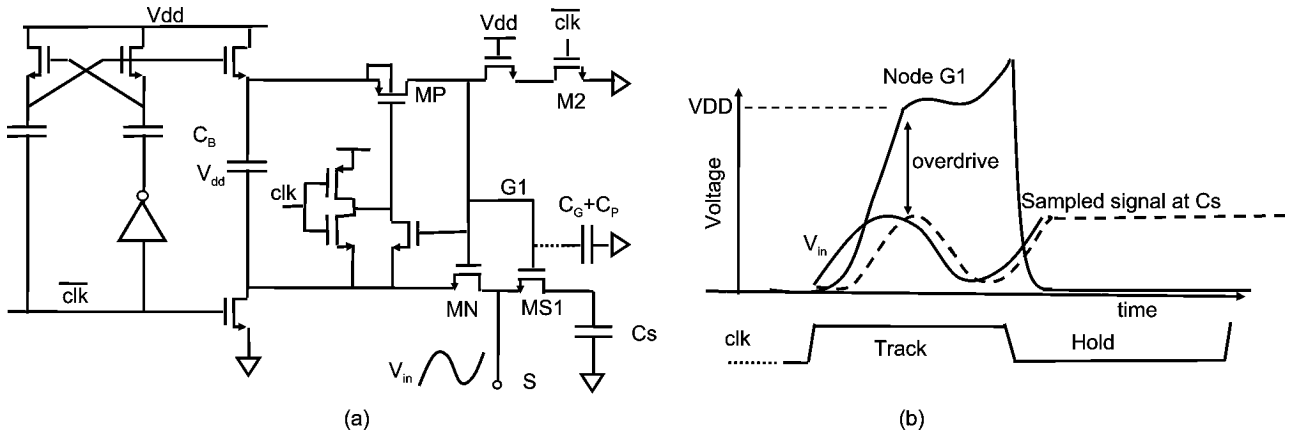 Vdd
Vdd
clk
MP
M2
C_B
V_dd
clk
G1
C_G+C_P
clk
MN
MS1
Cs
V_in
S
(a)
Node G1
VDD
overdrive
Voltage
Sampled signal at Cs
V_in
time
clk
Track
Hold
(b)